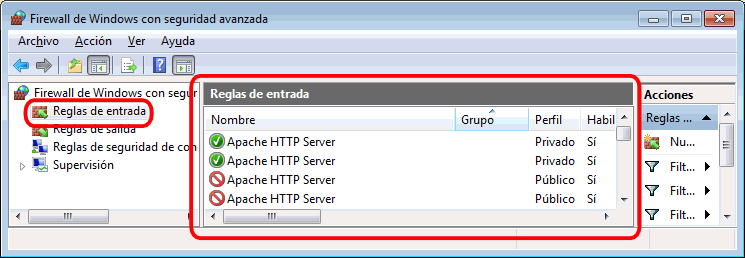 Firewall de Windows con seguridad avanzada
Archivo Acción Ver Ayuda
Firewall de Windows con segur
Reglas de entrada
Reglas de salida
Reglas de seguridad de con
Supervisión
Reglas de entrada
Nombre Grupo Perfil Habil
Apache HTTP Server Privado Sí
Apache HTTP Server Privado Sí
Apache HTTP Server Público Sí
Apache HTTP Server Público Sí
Acciones
Reglas ...
Nu...
Filt...
Filt...
Filt...